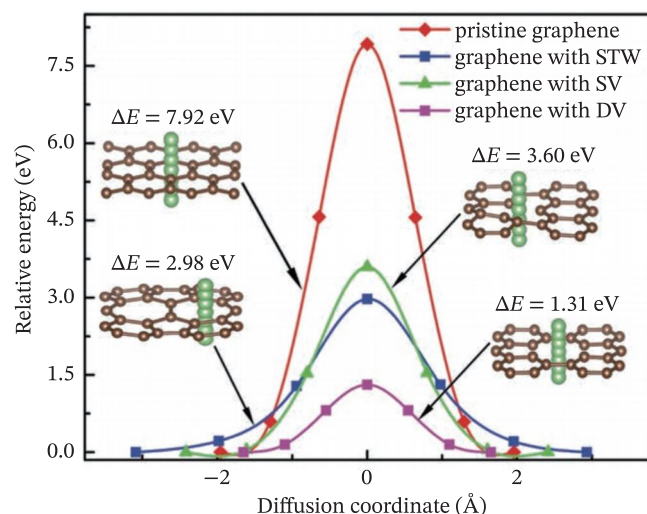 pristine graphene
graphene with STW
graphene with SV
graphene with DV
ΔE = 7.92 eV
ΔE = 3.60 eV
ΔE = 2.98 eV
ΔE = 1.31 eV
Relative energy (eV)
7.5
6.0
4.5
3.0
1.5
0.0
−2
0
2
Diffusion coordinate (Å)